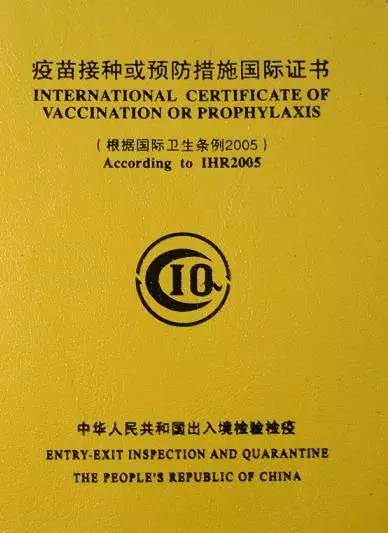 疫苗接种或预防措施国际证书
INTERNATIONAL CERTIFICATE OF
VACCINATION OR PROPHYLAXIS
(根据国际卫生条例2005)
According to IHR2005
CIQ
中华人民共和国出入境检验检疫
ENTRY-EXIT INSPECTION AND QUARANTINE
THE PEOPLE'S REPUBLIC OF CHINA